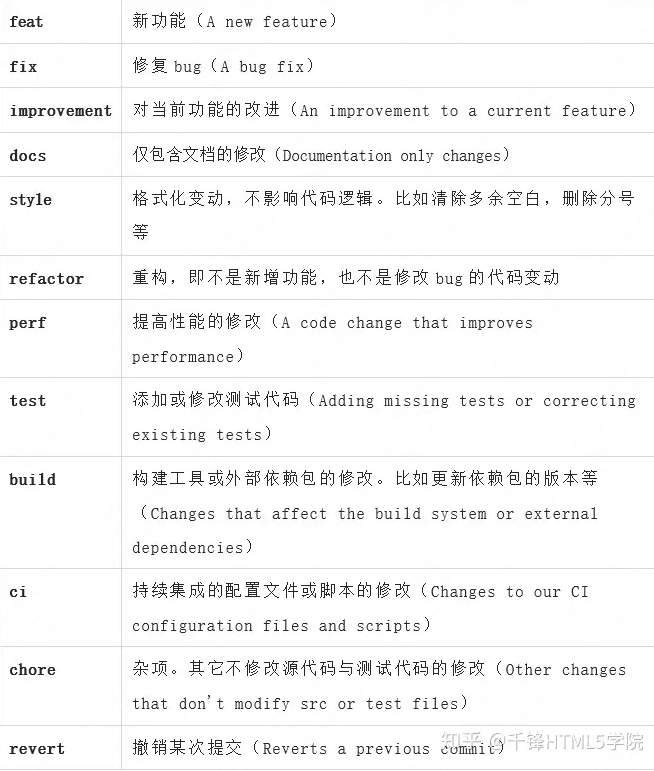 feat 新功能（A new feature）
fix 修复bug（A bug fix）
improvement 对当前功能的改进（An improvement to a current feature）
docs 仅包含文档的修改（Documentation only changes）
style 格式化变动，不影响代码逻辑。比如清除多余空白，删除分号
等
refactor 重构，即不是新增功能，也不是修改bug的代码变动
perf 提高性能的修改（A code change that improves
performance）
test 添加或修改测试代码（Adding missing tests or correcting
existing tests）
build 构建工具或外部依赖包的修改。比如更新依赖包的版本等
（Changes that affect the build system or external
dependencies）
ci 持续集成的配置文件或脚本的修改（Changes to our CI
configuration files and scripts）
chore 杂项。其它不修改源代码与测试代码的修改（Other changes
that don't modify src or test files）
revert 撤销某次提交（Reverts a previous commit）
知乎 @千锋HTML5学院